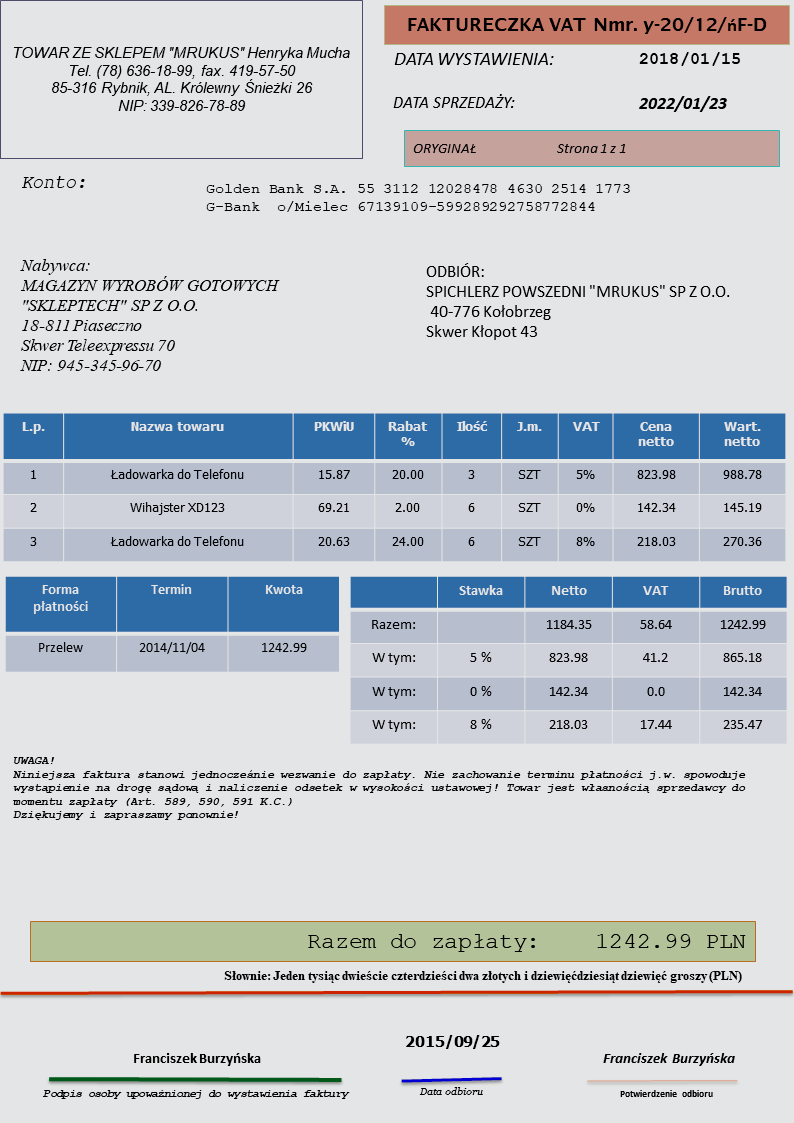 TOWAR ZE SKLEPEM "MRUKUS" Henryka Mucha
Tel. (78) 636-18-99, fax. 419-57-50
85-316 Rybnik, AL. Królewny Śnieżki 26
NIP: 339-826-78-89
FAKTURECZKA VAT Nmr. y-20/12/ńF-D
DATA WYSTAWIENIA: 2018/01/15
DATA SPRZEDAŻY: 2022/01/23
ORYGINAŁ Strona 1 z 1
Konto:
Golden Bank S.A. 55 3112 12028478 4630 2514 1773
G-Bank o/Mielec 67139109-599289292758772844
Nabywca:
MAGAZYN WYROBÓW GOTOWYCH
"SKLEPTECH" SP Z O.O.
18-811 Piaseczno
Skwer Teleexpressu 70
NIP: 945-345-96-70
ODBIÓR:
SPICHLERZ POWSZEDNI "MRUKUS" SP Z O.O.
40-776 Kołobrzeg
Skwer Kłopot 43
L.p. Nazwa towaru PKWiU Rabat % Ilość J.m. VAT Cena netto Wart. netto
1 Ładowarka do Telefonu 15.87 20.00 3 SZT 5% 823.98 988.78
2 Wihajster XD123 69.21 2.00 6 SZT 0% 142.34 145.19
3 Ładowarka do Telefonu 20.63 24.00 6 SZT 8% 218.03 270.36
Forma płatności Termin Kwota
Przelew 2014/11/04 1242.99
Stawka Netto VAT Brutto
Razem: 1184.35 58.64 1242.99
W tym: 5 % 823.98 41.2 865.18
W tym: 0 % 142.34 0.0 142.34
W tym: 8 % 218.03 17.44 235.47
UWAGA!
Niniejsza faktura stanowi jednocześnie wezwanie do zapłaty. Nie zachowanie terminu płatności j.w. spowoduje
wystąpienie na drogę sądową i naliczenie odsetek w wysokości ustawowej! Towar jest własnością sprzedawcy do
momentu zapłaty (Art. 589, 590, 591 K.C.)
Dziękujemy i zapraszamy ponownie!
Razem do zapłaty: 1242.99 PLN
Słownie: Jeden tysiąc dwieście czterdzieści dwa złotych i dziewięćdziesiąt dziewięć groszy (PLN)
Franciszek Burzyńska
Podpis osoby upoważnionej do wystawienia faktury
2015/09/25
Data odbioru
Franciszek Burzyńska
Potwierdzenie odbioru